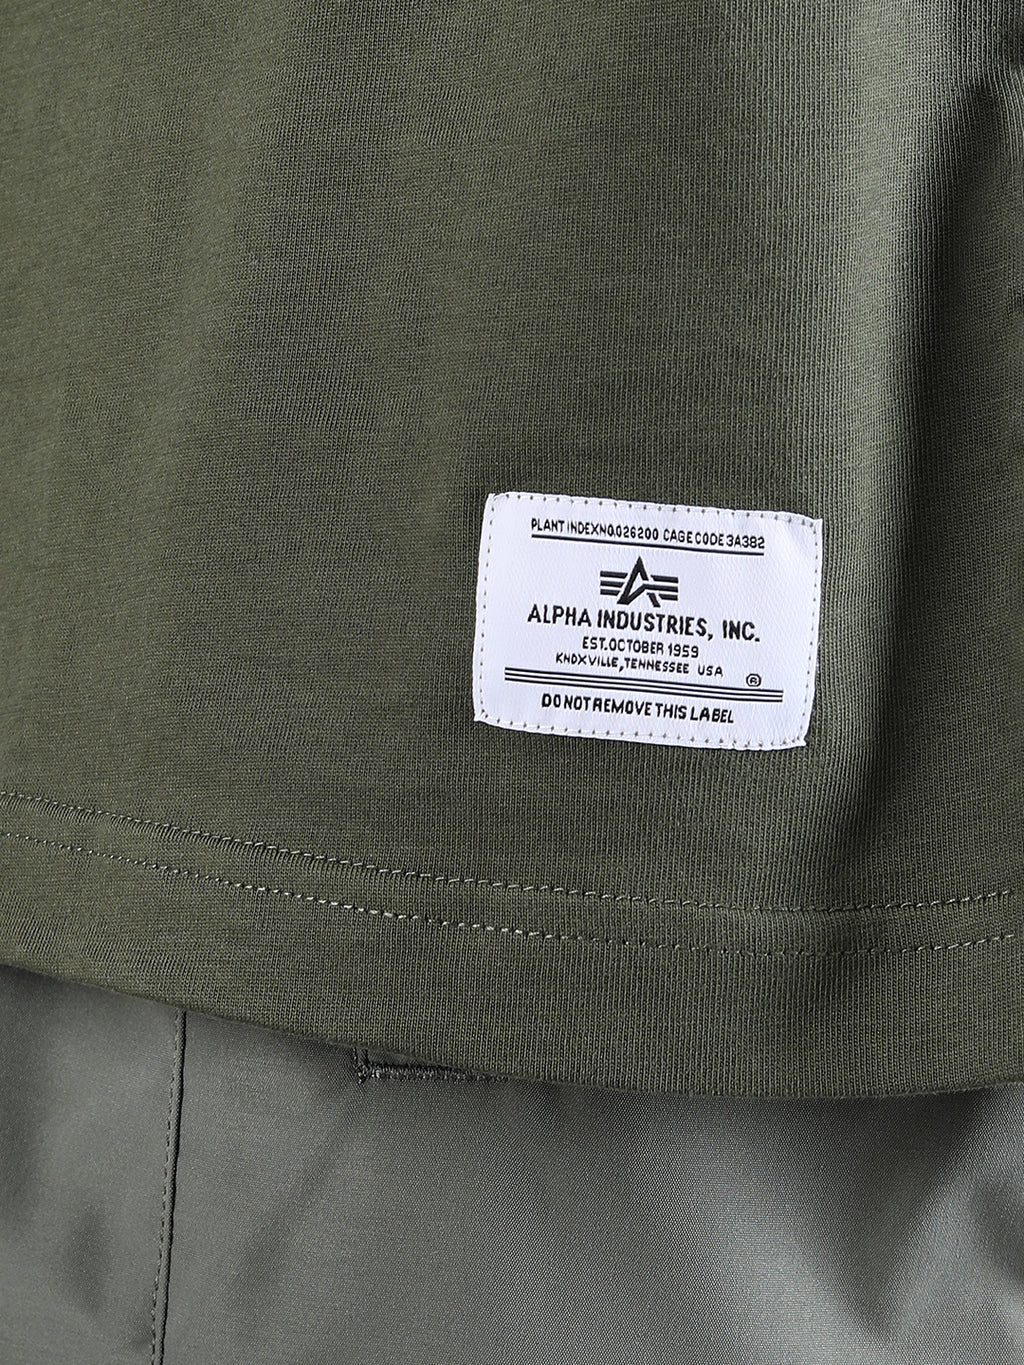 PLANT INDEXNO.026200 CAGE CODE 3A382
ALPHA INDUSTRIES, INC.
EST.OCTOBER 1959
KNOXVILLE, TENNESSEE USA
®
DO NOT REMOVE THIS LABEL